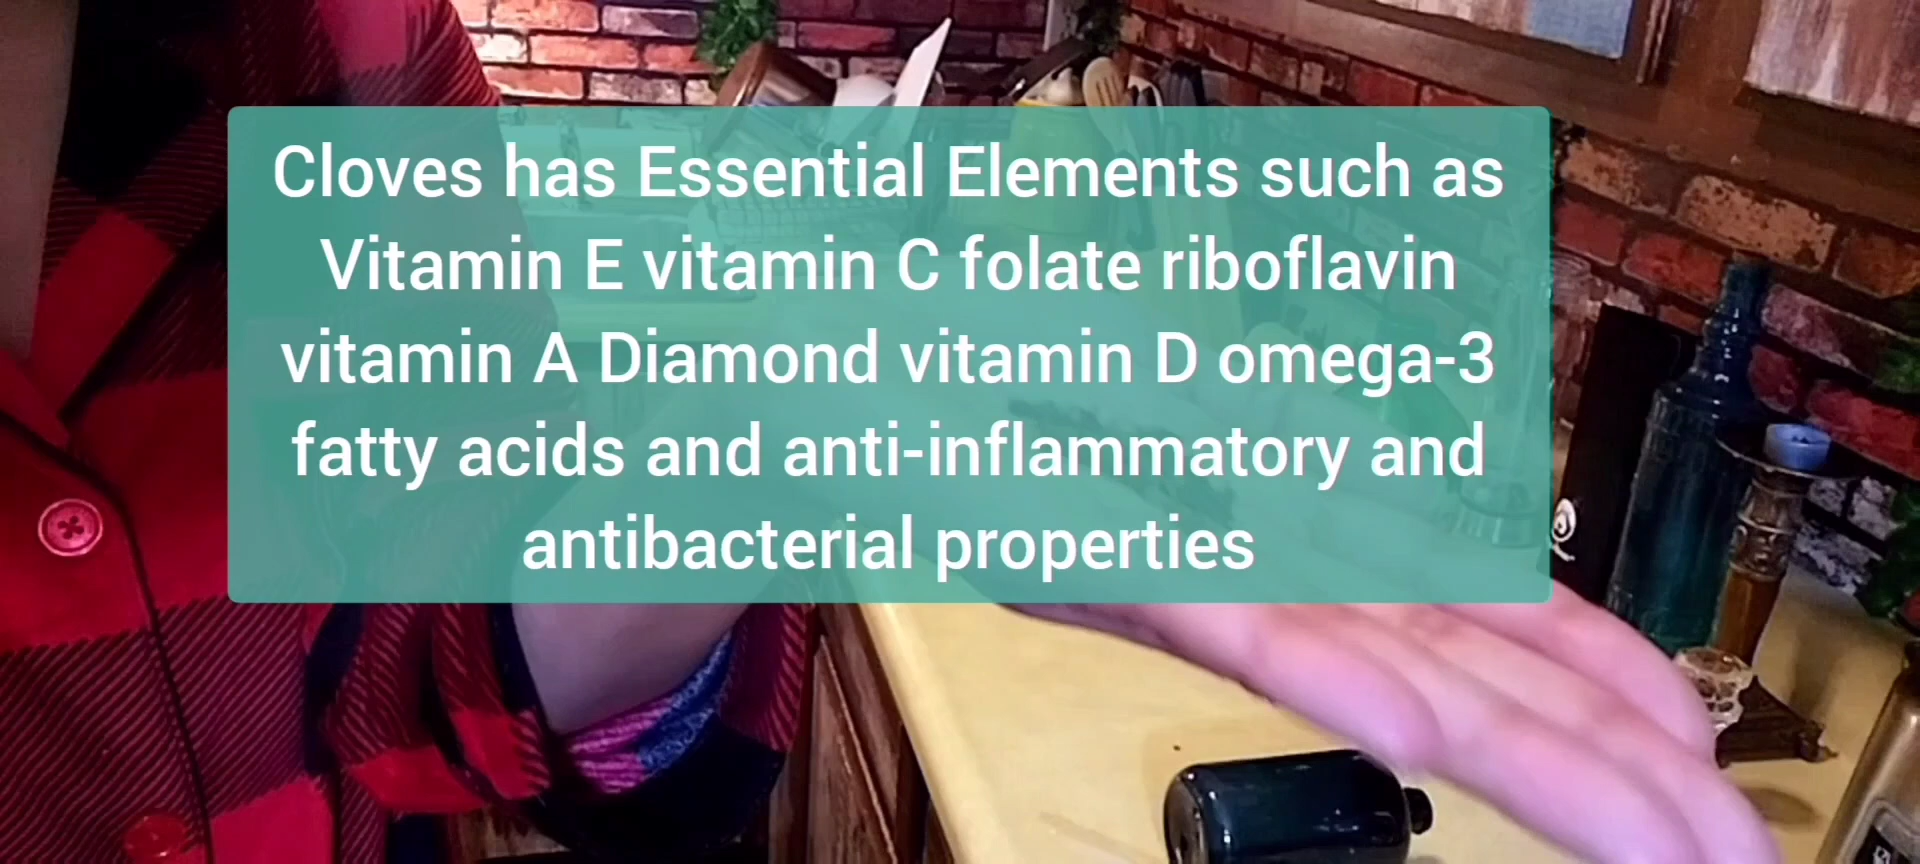 Cloves has Essential Elements such as
Vitamin E vitamin C folate riboflavin
vitamin A Diamond vitamin D omega-3
fatty acids and anti-inflammatory and
antibacterial properties